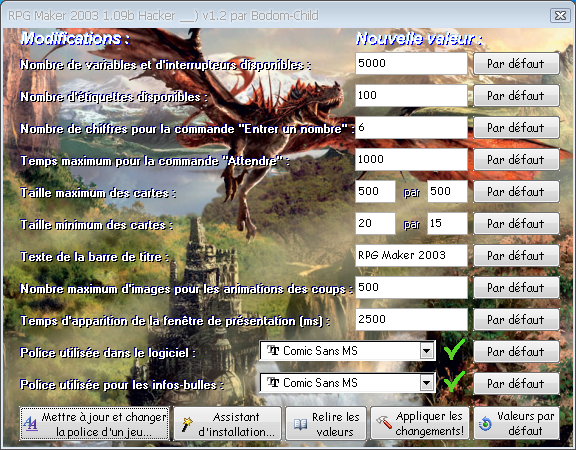 RPG Maker 2003 1.09b Hacker __) v1.2 par Bodom-Child
Modifications : Nouvelle valeur :
Nombre de variables et d'interrupteurs disponibles : 5000 Par défaut
Nombre d'étiquettes disponibles : 100 Par défaut
Nombre de chiffres pour la commande "Entrer un nombre" : 6 Par défaut
Temps maximum pour la commande "Attendre" : 1000 Par défaut
Taille maximum des cartes : 500 par 500 Par défaut
Taille minimum des cartes : 20 par 15 Par défaut
Texte de la barre de titre : RPG Maker 2003 Par défaut
Nombre maximum d'images pour les animations des coups : 500 Par défaut
Temps d'apparition de la fenêtre de présentation (ms) : 2500 Par défaut
Police utilisée dans le logiciel : Comic Sans MS Par défaut
Police utilisée pour les infos-bulles : Comic Sans MS Par défaut
Mettre à jour et changer
la police d'un jeu...
Assistant
d'installation...
Relire les
valeurs
Appliquer les
changements!
Valeurs par
défaut